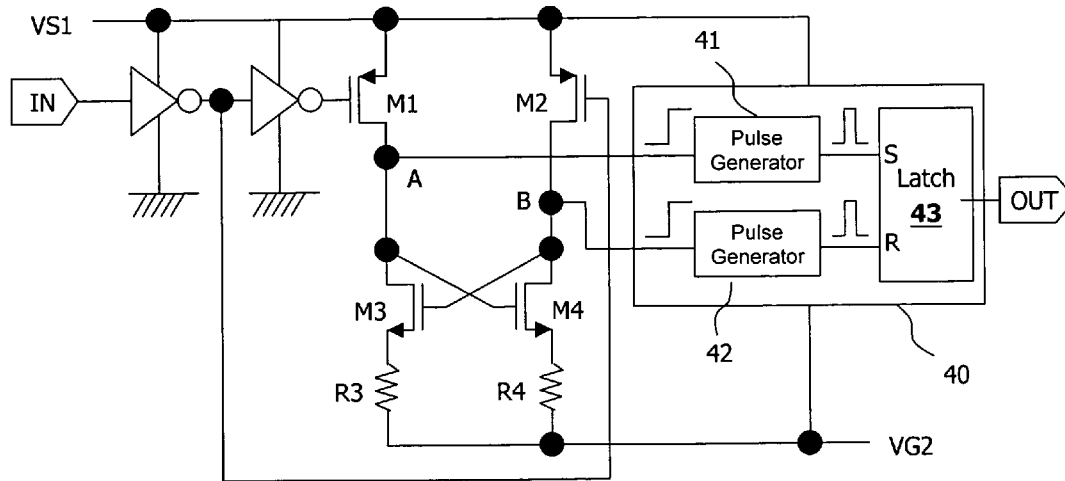 VS1
41
IN
M1
M2
Pulse
Generator
S
A
Latch
43
OUT
B
Pulse
Generator
R
M3
M4
42
40
R3
R4
VG2